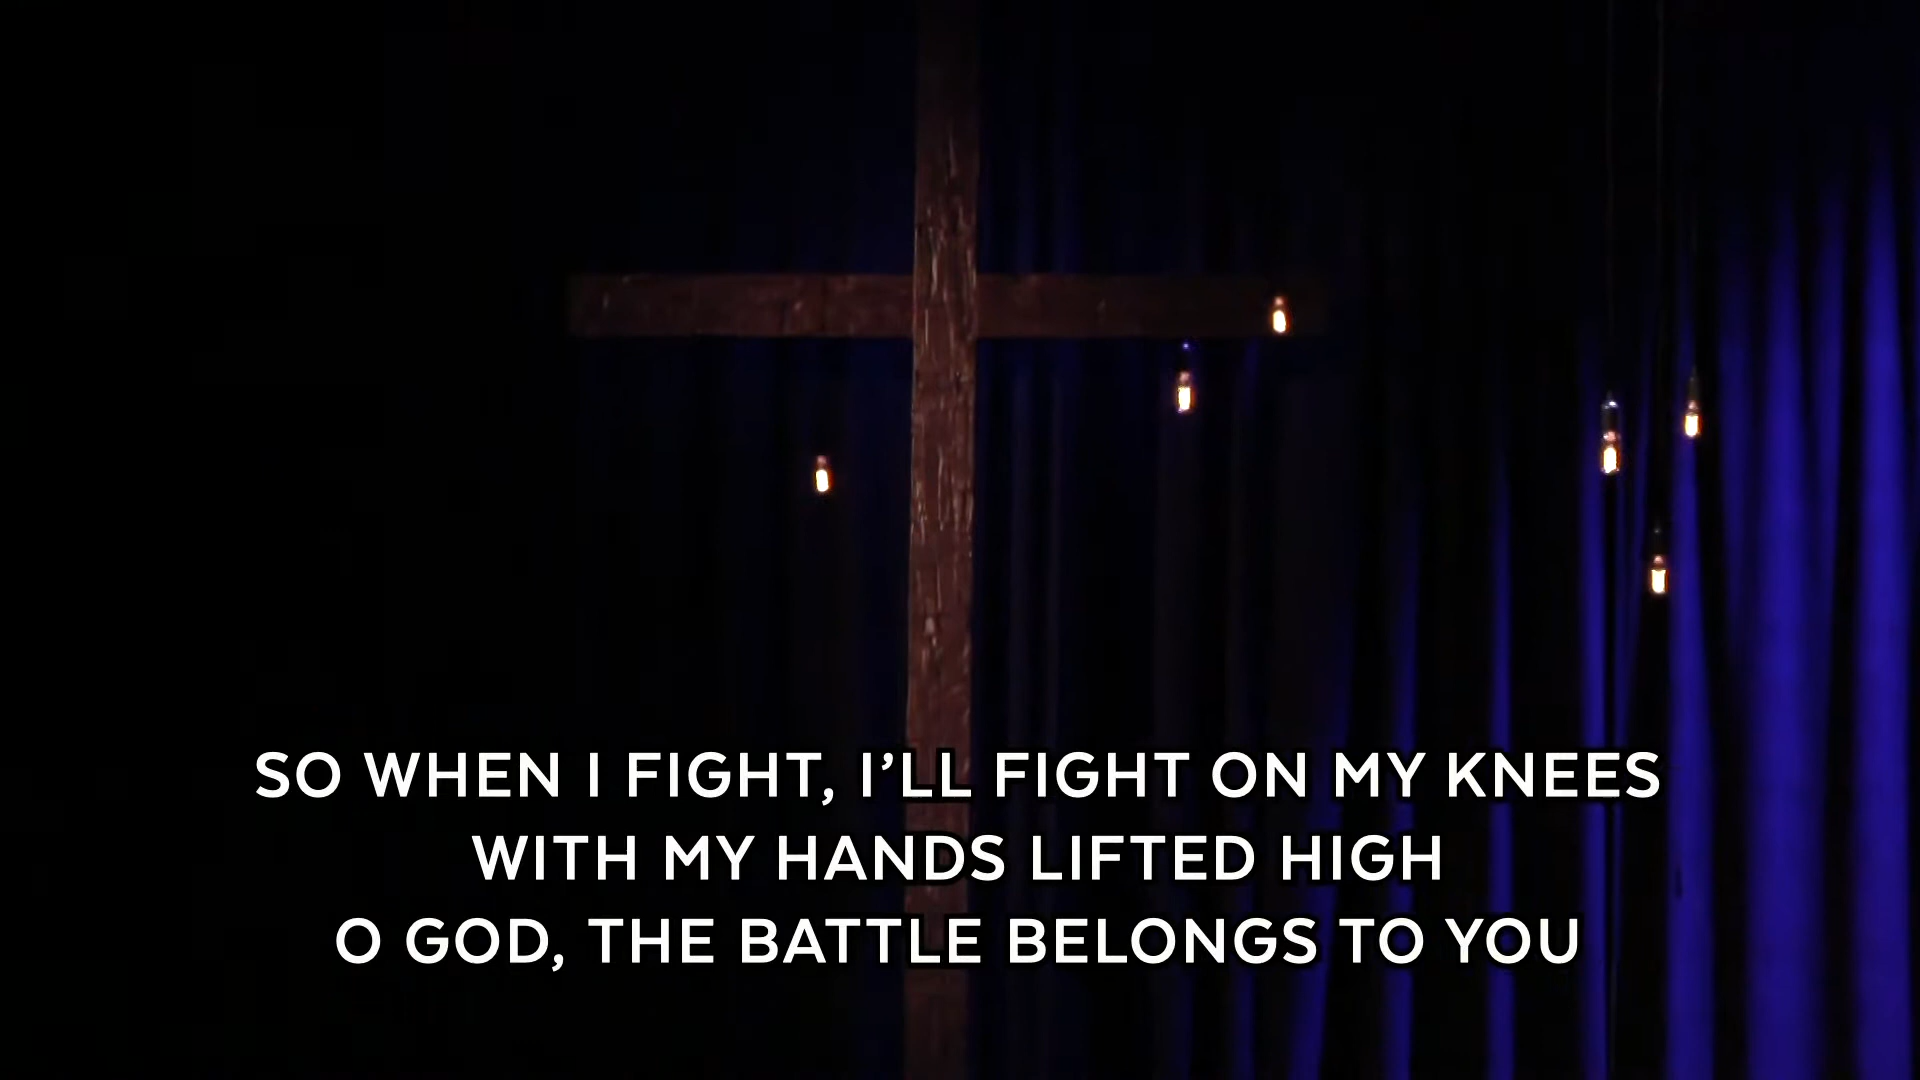 SO WHEN I FIGHT, I’LL FIGHT ON MY KNEES
WITH MY HANDS LIFTED HIGH
O GOD, THE BATTLE BELONGS TO YOU